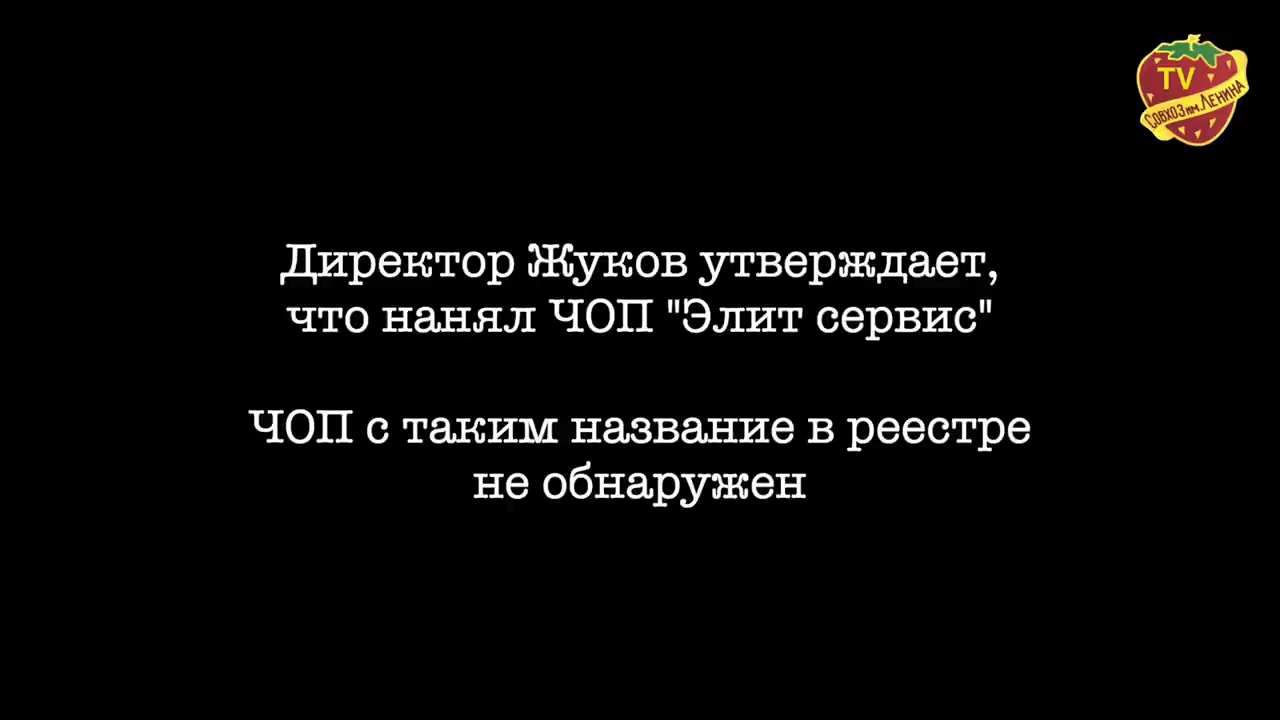 TV
СОВХОЗ им. ЛЕНИНА
Директор Жуков утверждает,
что нанял ЧОП "Элит сервис"
ЧОП с таким название в реестре
не обнаружен